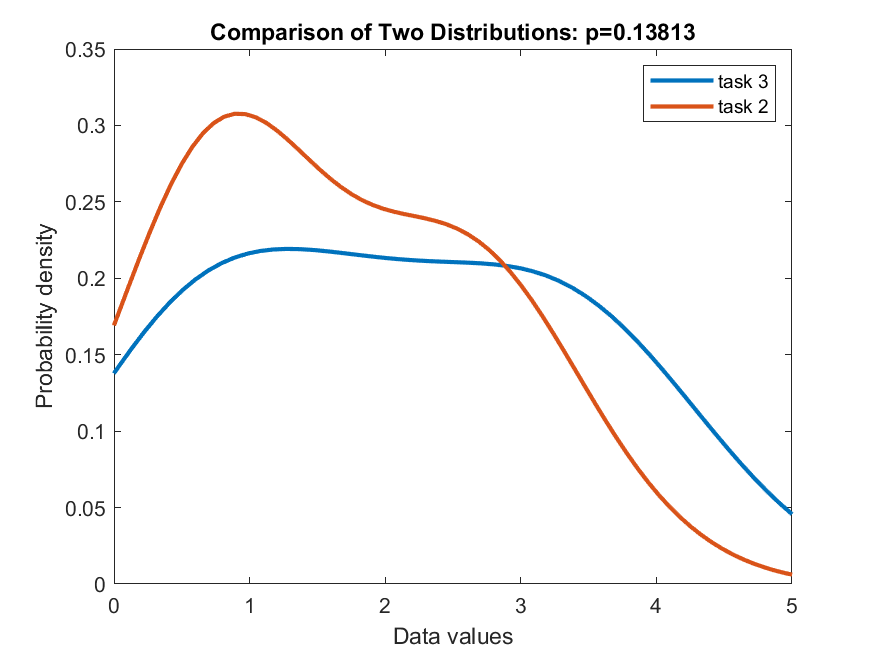 Comparison of Two Distributions: p=0.13813
task 3
task 2
0.35
0.3
0.25
0.2
0.15
0.1
0.05
0
Probability density
0 1 2 3 4 5
Data values